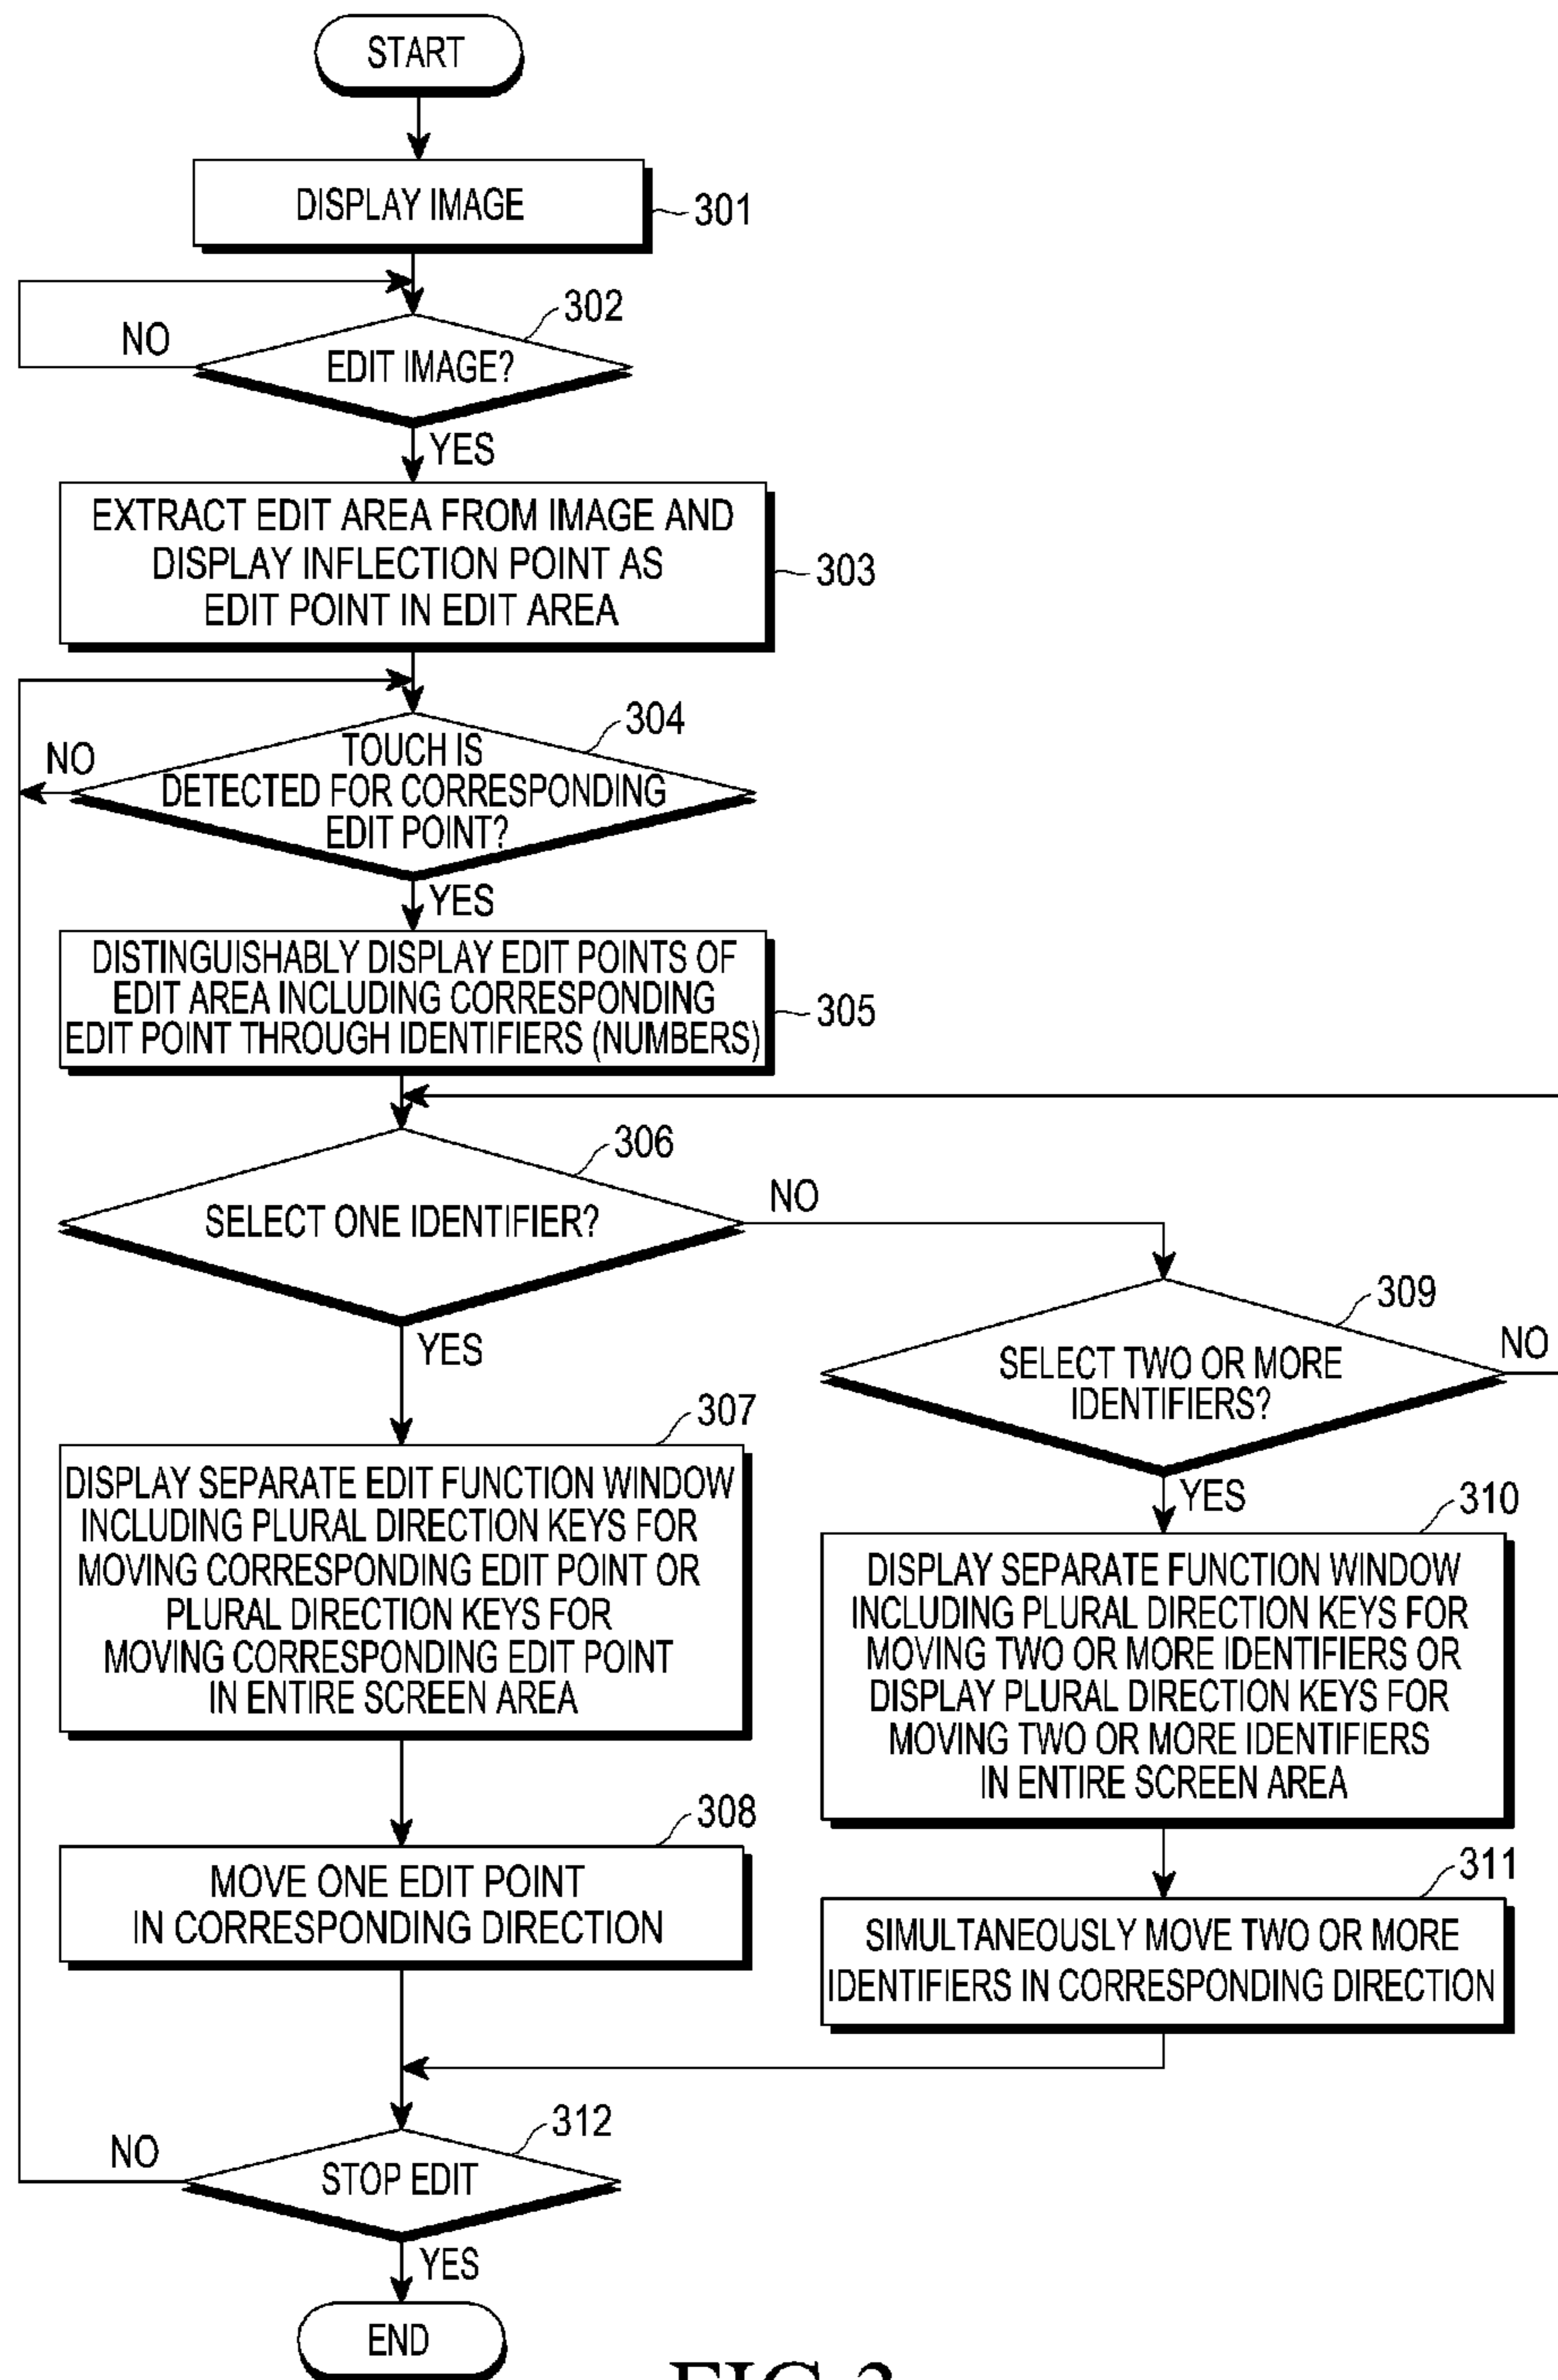 START
DISPLAY IMAGE
301
302
NO
EDIT IMAGE?
YES
EXTRACT EDIT AREA FROM IMAGE AND
DISPLAY INFLECTION POINT AS
EDIT POINT IN EDIT AREA
303
304
NO
TOUCH IS
DETECTED FOR CORRESPONDING
EDIT POINT?
YES
DISTINGUISHABLY DISPLAY EDIT POINTS OF
EDIT AREA INCLUDING CORRESPONDING
EDIT POINT THROUGH IDENTIFIERS (NUMBERS)
305
306
SELECT ONE IDENTIFIER?
NO
YES
309
SELECT TWO OR MORE
IDENTIFIERS?
NO
YES
307
DISPLAY SEPARATE EDIT FUNCTION WINDOW
INCLUDING PLURAL DIRECTION KEYS FOR
MOVING CORRESPONDING EDIT POINT OR
PLURAL DIRECTION KEYS FOR
MOVING CORRESPONDING EDIT POINT
IN ENTIRE SCREEN AREA
310
DISPLAY SEPARATE FUNCTION WINDOW
INCLUDING PLURAL DIRECTION KEYS FOR
MOVING TWO OR MORE IDENTIFIERS OR
DISPLAY PLURAL DIRECTION KEYS FOR
MOVING TWO OR MORE IDENTIFIERS
IN ENTIRE SCREEN AREA
308
MOVE ONE EDIT POINT
IN CORRESPONDING DIRECTION
311
SIMULTANEOUSLY MOVE TWO OR MORE
IDENTIFIERS IN CORRESPONDING DIRECTION
312
NO
STOP EDIT
YES
END
FIG.3